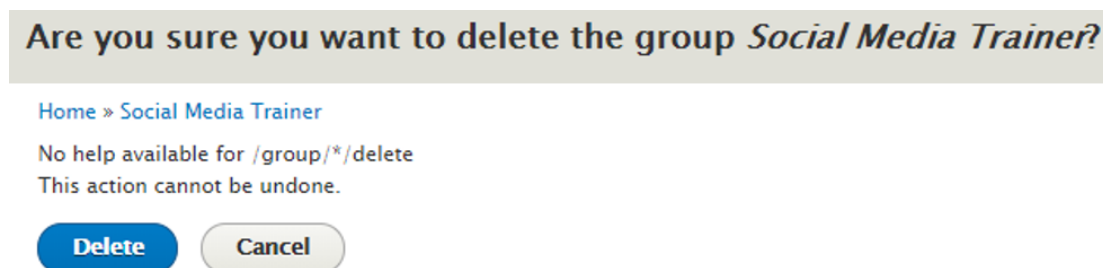 Are you sure you want to delete the group Social Media Trainer?
Home » Social Media Trainer
No help available for /group/*/delete
This action cannot be undone.
Delete Cancel